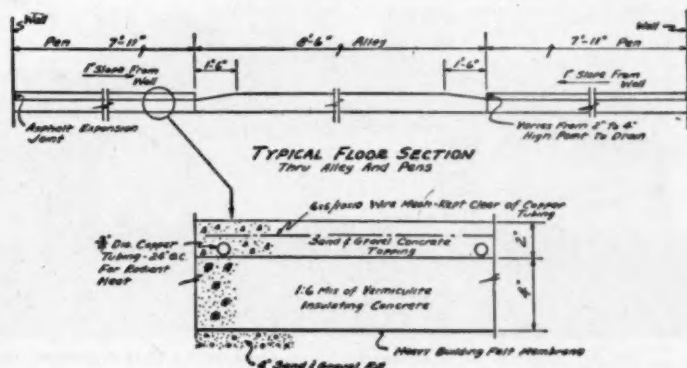 Wall
Wall
Pen 7'-11"
8'-6" Alley
7'-11" Pen
1'-6"
1'-6"
1" Slope From
Wall
1" Slope From
Wall
Asphalt Expansion
Joint
Varies From 2" To 4"
High Point To Drain
TYPICAL FLOOR SECTION
Thru Alley And Pens
Wire Mesh-Kept Clear of Copper
Tubing
Dia. Copper
Tubing - 24" O.C.
For Radiant
Heat
Sand & Gravel Concrete
Topping
2"
1:6 Mix of Vermiculite
Insulating Concrete
4"
Heavy Building Felt Membrane
Sand & Gravel Fill